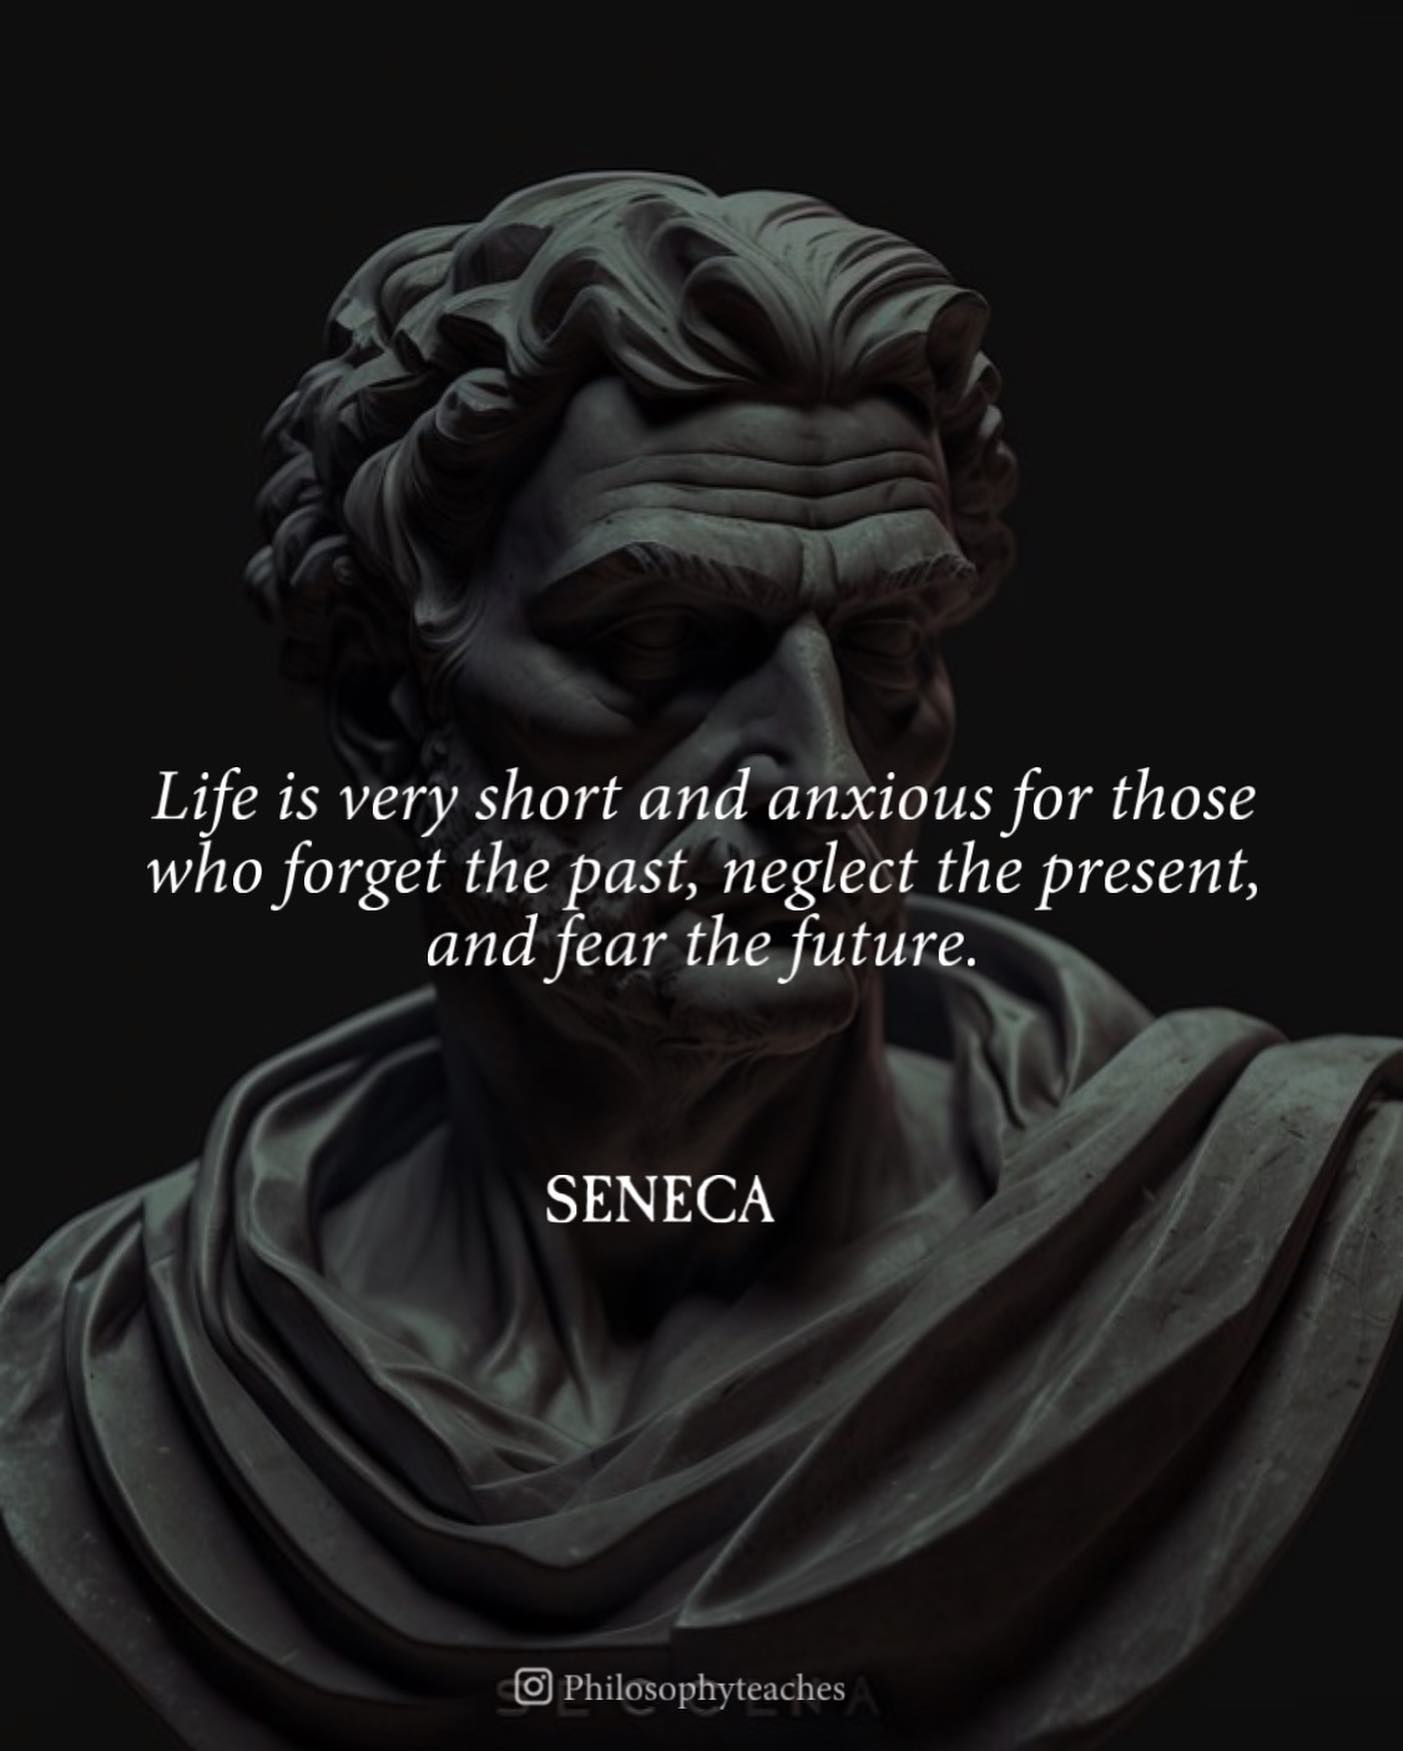 Life is very short and anxious for those
who forget the past, neglect the present,
and fear the future.
SENECA
Philosophyteaches